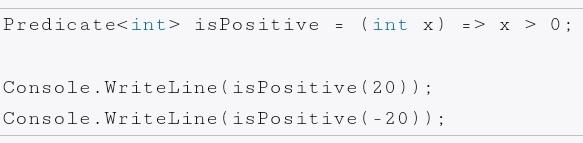 Predicate<int> isPositive = (int x) => x > 0;
Console.WriteLine(isPositive(20));
Console.WriteLine(isPositive(-20));